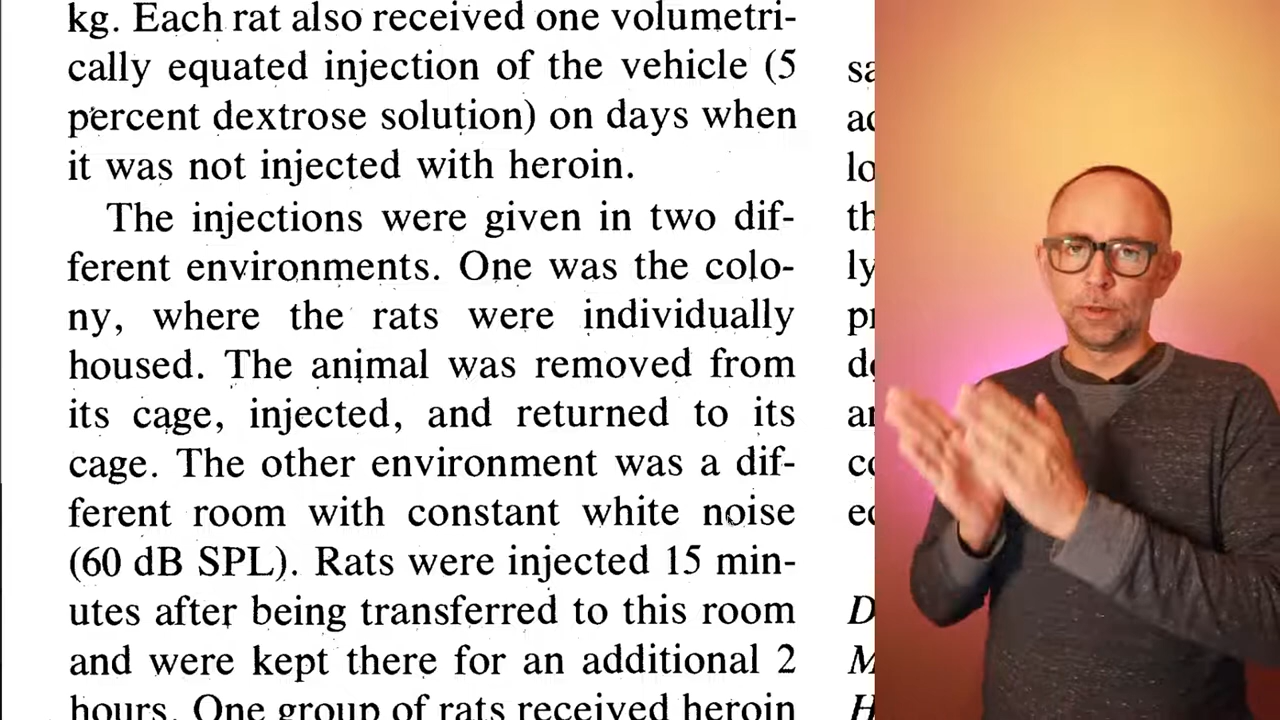 kg. Each rat also received one volumetri-
cally equated injection of the vehicle (5
percent dextrose solution) on days when
it was not injected with heroin.
The injections were given in two dif-
ferent environments. One was the colo-
ny, where the rats were individually
housed. The animal was removed from
its cage, injected, and returned to its
cage. The other environment was a dif-
ferent room with constant white noise
(60 dB SPL). Rats were injected 15 min-
utes after being transferred to this room
and were kept there for an additional 2
hours. One group of rats received heroin